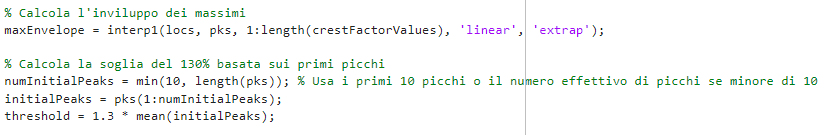 % Calcola l'inviluppo dei massimi
maxEnvelope = interp1(locs, pks, 1:length(crestFactorValues), 'linear', 'extrap');
% Calcola la soglia del 130% basata sui primi picchi
numInitialPeaks = min(10, length(pks)); % Usa i primi 10 picchi o il numero effettivo di picchi se minore di 10
initialPeaks = pks(1:numInitialPeaks);
threshold = 1.3 * mean(initialPeaks);